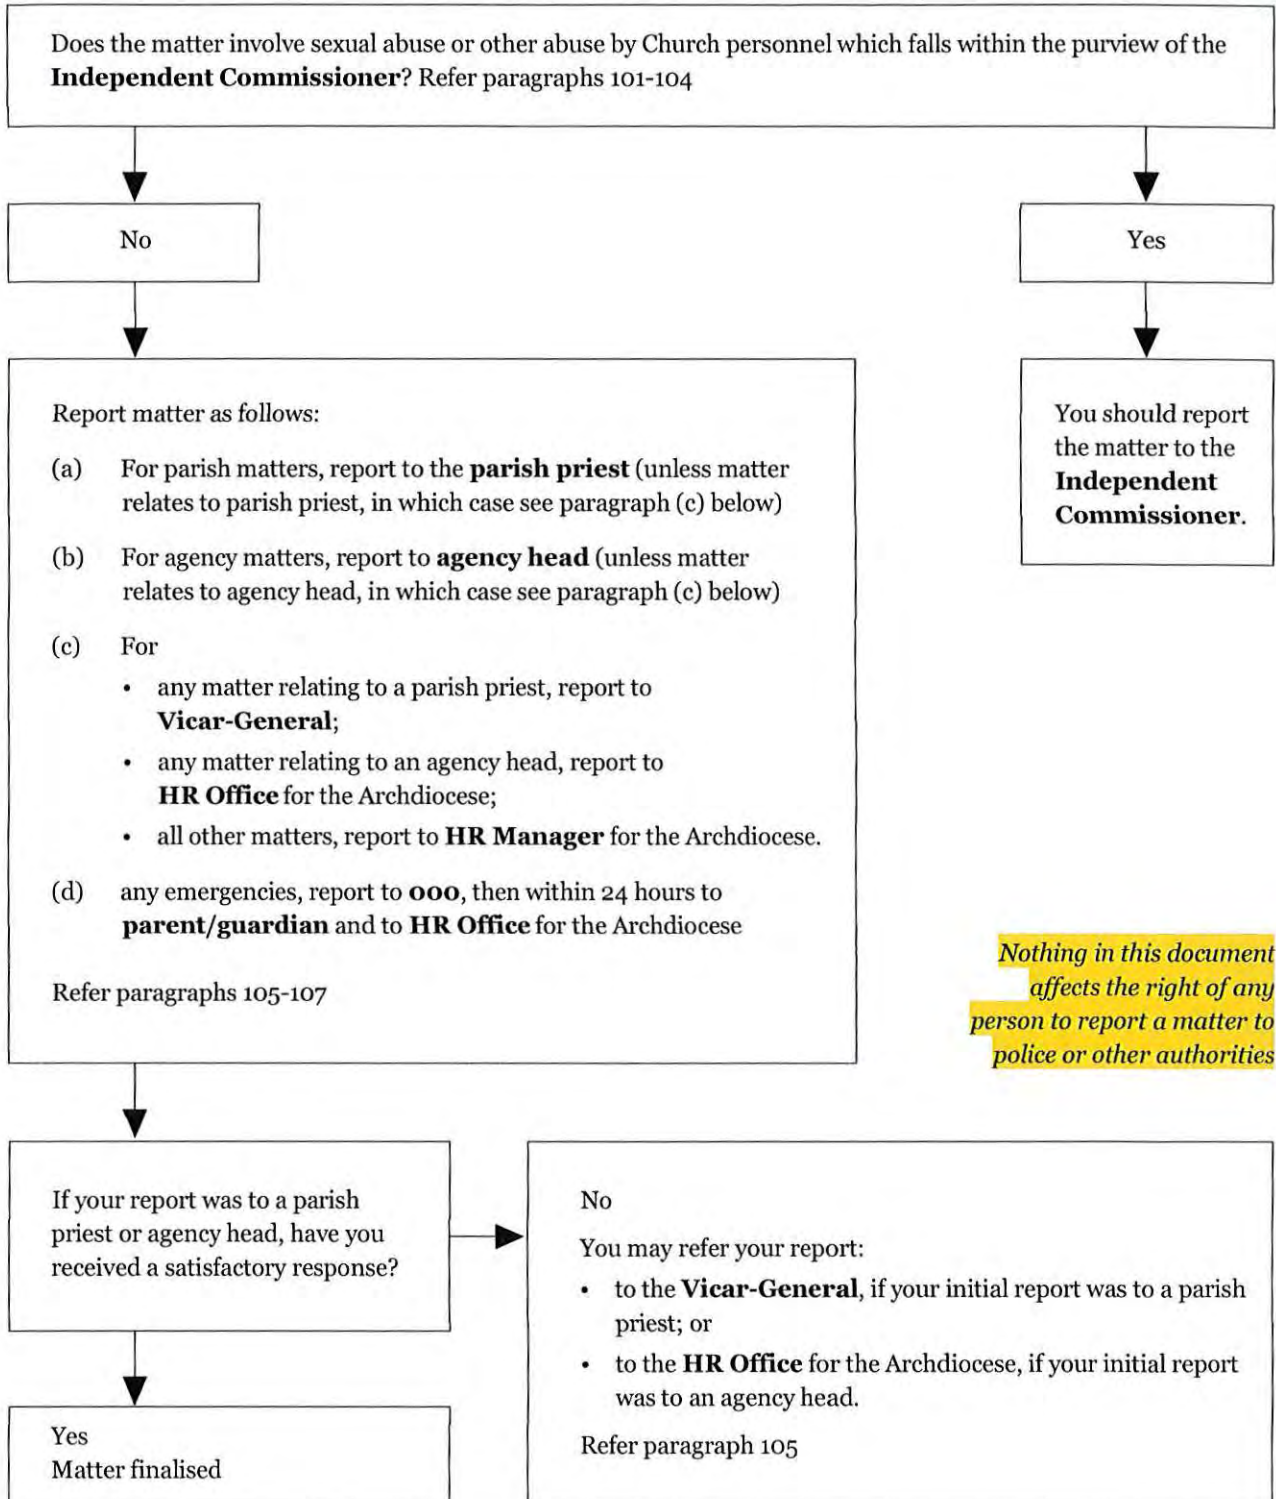 Does the matter involve sexual abuse or other abuse by Church personnel which falls within the purview of the
Independent Commissioner? Refer paragraphs 101-104
No
Yes
Report matter as follows:
(a) For parish matters, report to the parish priest (unless matter
relates to parish priest, in which case see paragraph (c) below)
(b) For agency matters, report to agency head (unless matter
relates to agency head, in which case see paragraph (c) below)
(c) For
• any matter relating to a parish priest, report to
Vicar-General;
• any matter relating to an agency head, report to
HR Office for the Archdiocese;
• all other matters, report to HR Manager for the Archdiocese.
(d) any emergencies, report to 000, then within 24 hours to
parent/guardian and to HR Office for the Archdiocese
Refer paragraphs 105-107
You should report
the matter to the
Independent
Commissioner.
Nothing in this document
affects the right of any
person to report a matter to
police or other authorities
If your report was to a parish
priest or agency head, have you
received a satisfactory response?
No
You may refer your report:
• to the Vicar-General, if your initial report was to a parish
priest; or
• to the HR Office for the Archdiocese, if your initial report
was to an agency head.
Refer paragraph 105
Yes
Matter finalised